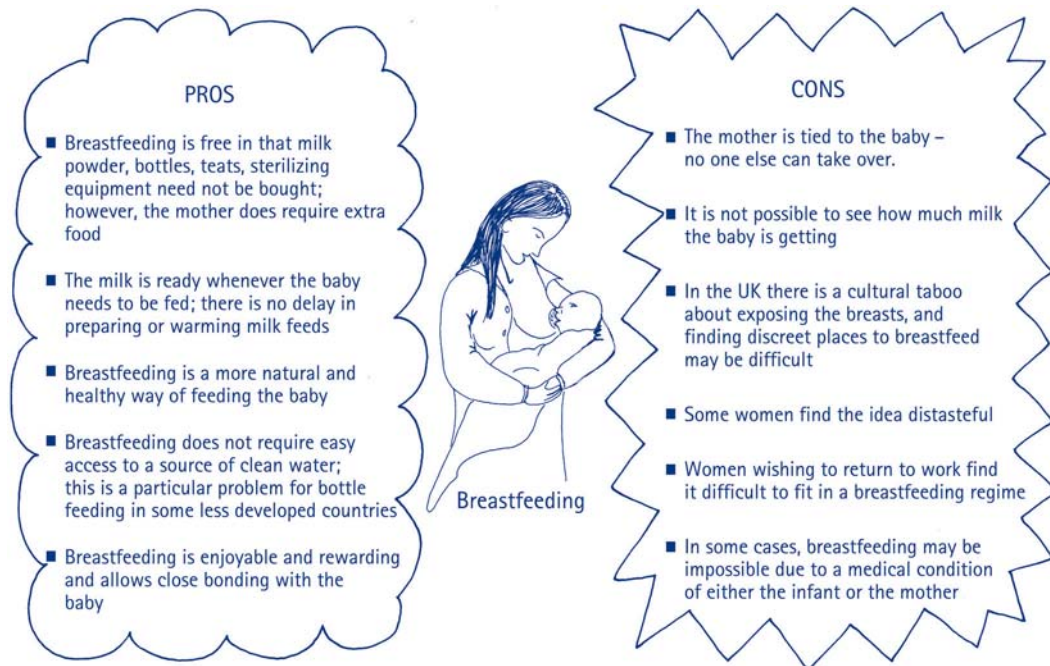 PROS
■ Breastfeeding is free in that milk
powder, bottles, teats, sterilizing
equipment need not be bought;
however, the mother does require extra
food
■ The milk is ready whenever the baby
needs to be fed; there is no delay in
preparing or warming milk feeds
■ Breastfeeding is a more natural and
healthy way of feeding the baby
■ Breastfeeding does not require easy
access to a source of clean water;
this is a particular problem for bottle
feeding in some less developed countries
■ Breastfeeding is enjoyable and rewarding
and allows close bonding with the
baby
Breastfeeding
CONS
■ The mother is tied to the baby –
no one else can take over.
■ It is not possible to see how much milk
the baby is getting
■ In the UK there is a cultural taboo
about exposing the breasts, and
finding discreet places to breastfeed
may be difficult
■ Some women find the idea distasteful
■ Women wishing to return to work find
it difficult to fit in a breastfeeding regime
■ In some cases, breastfeeding may be
impossible due to a medical condition
of either the infant or the mother